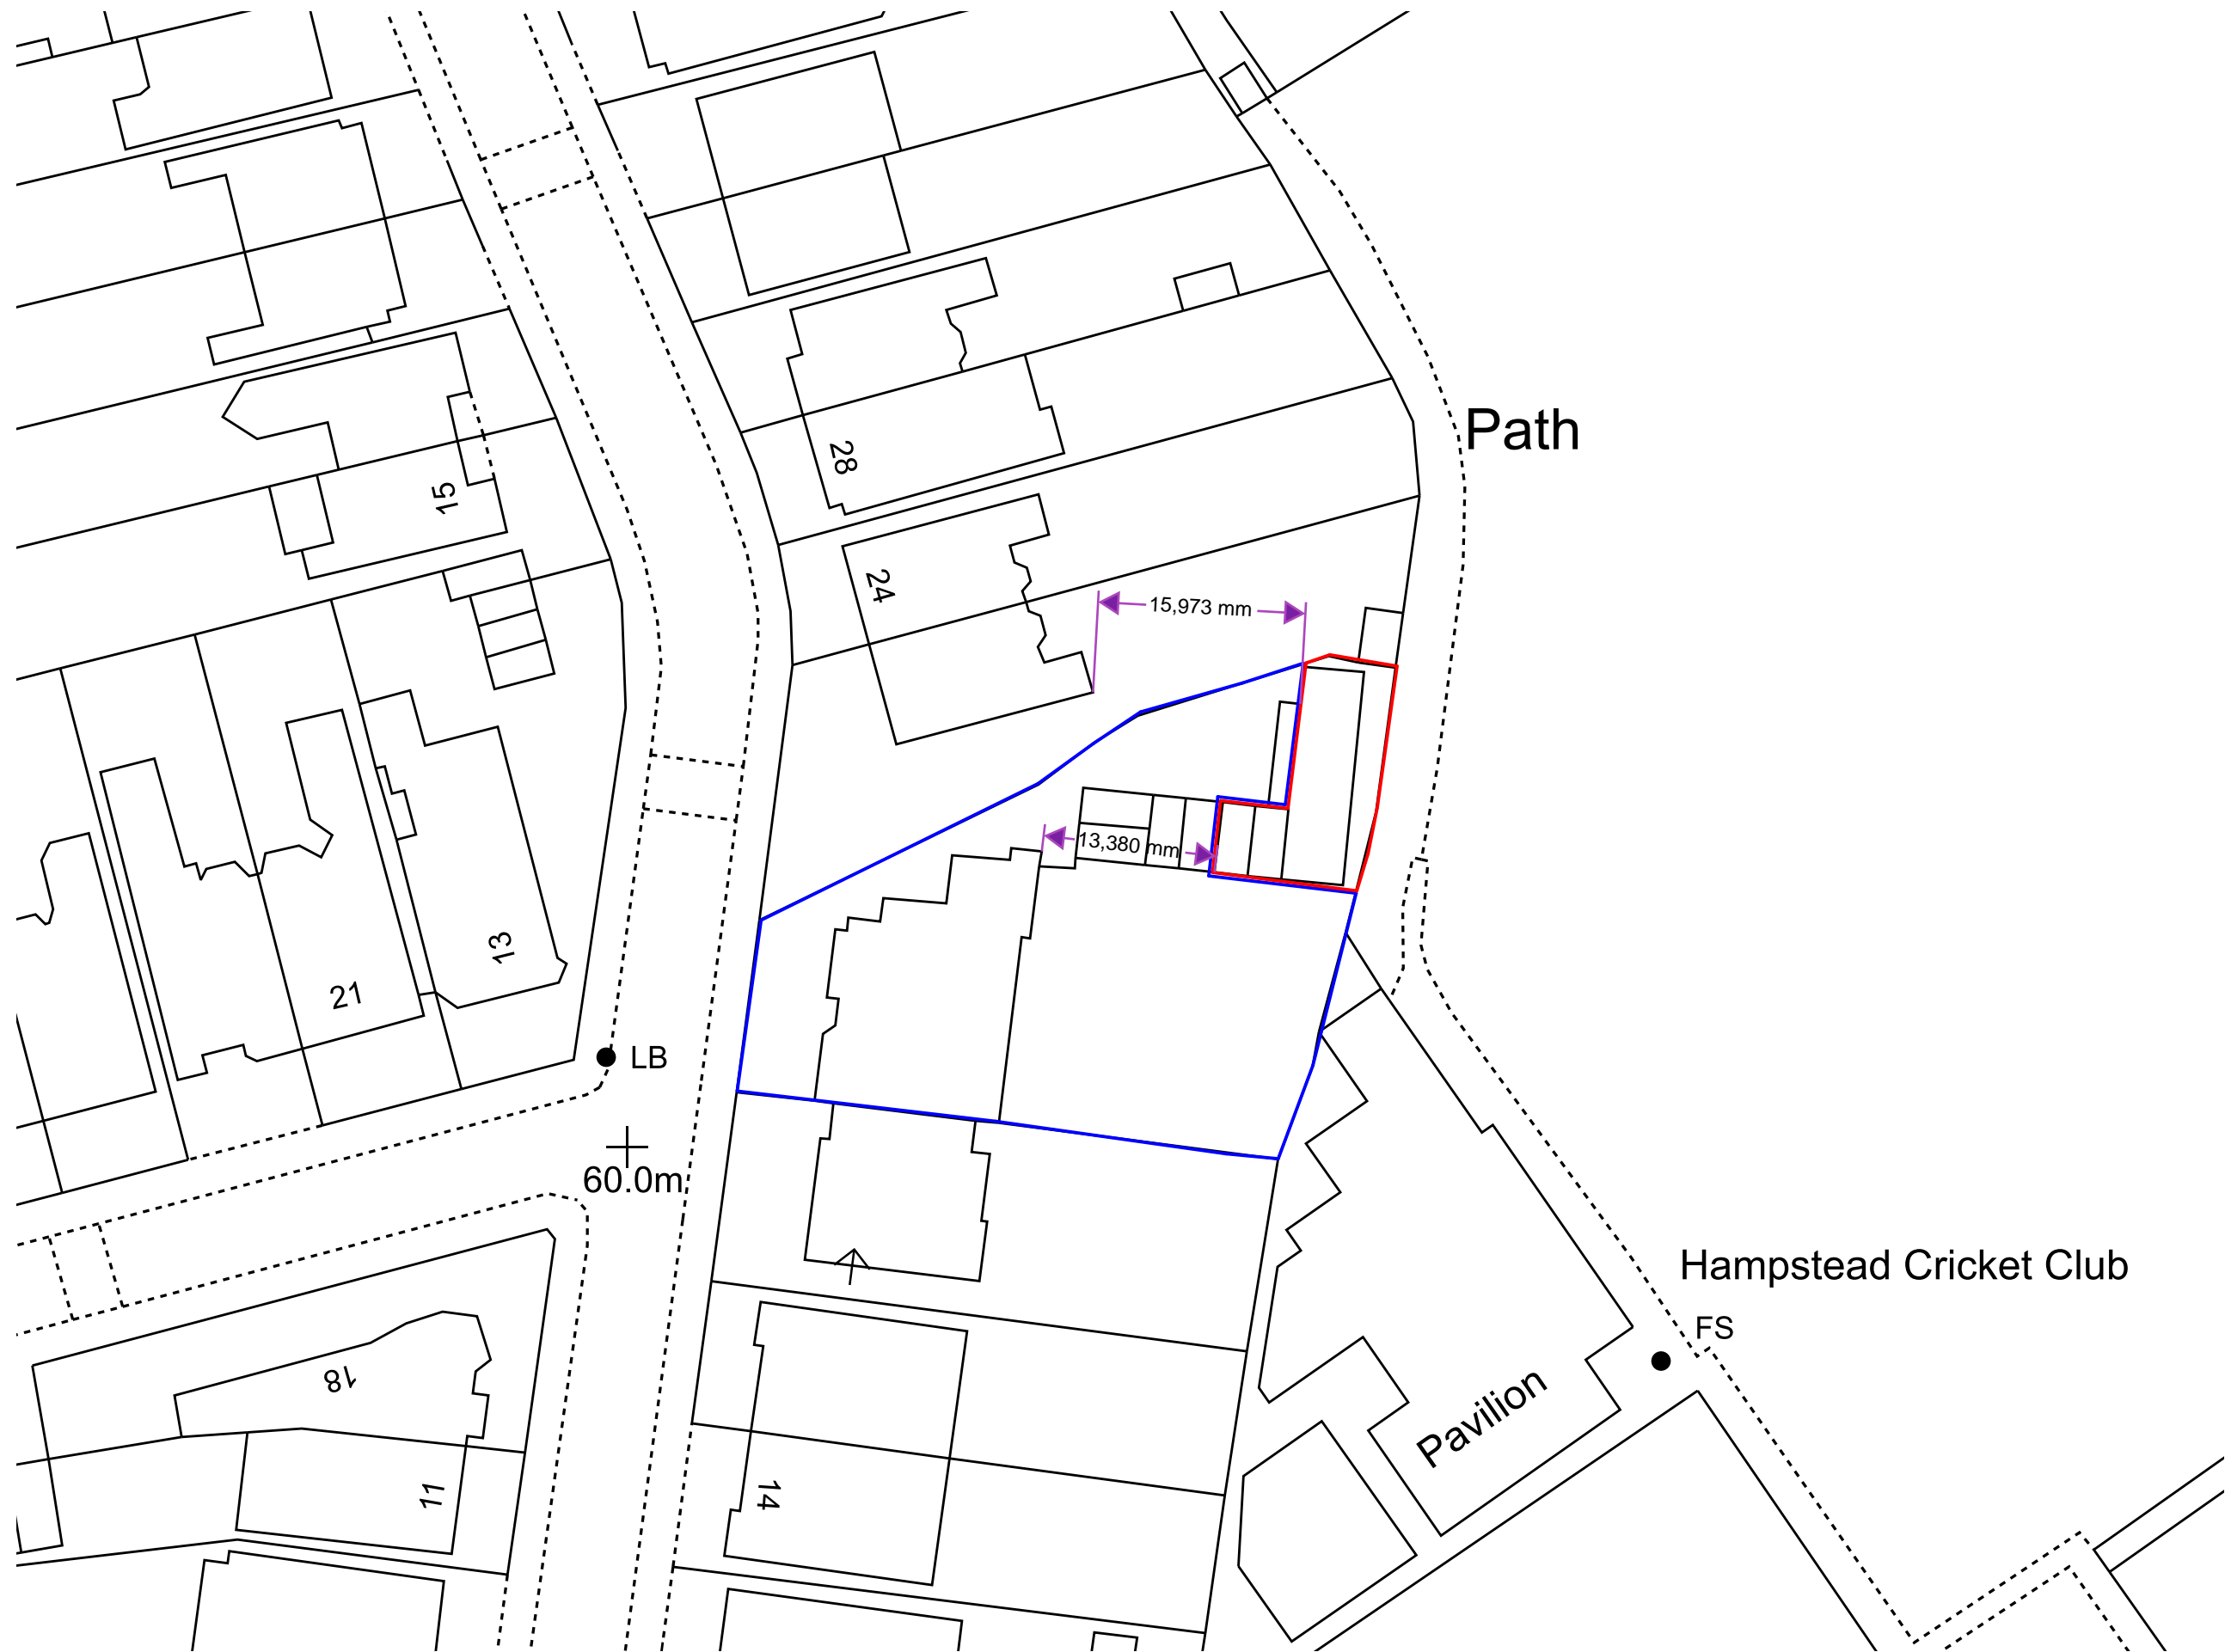 Path
28
15
24
15,973 mm
13,380 mm
13
21
LB
60.0m
Hampstead Cricket Club
FS
18
Pavilion
11
14